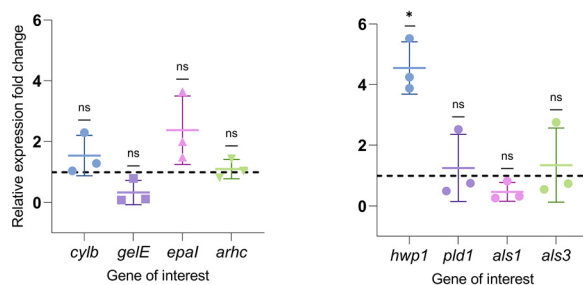 Relative expression fold change
6
4
2
0
ns
ns
ns
ns
cylb
gelE
epaI
arhc
Gene of interest
6
4
2
0
*
ns
ns
ns
hwp1
pld1
als1
als3
Gene of interest